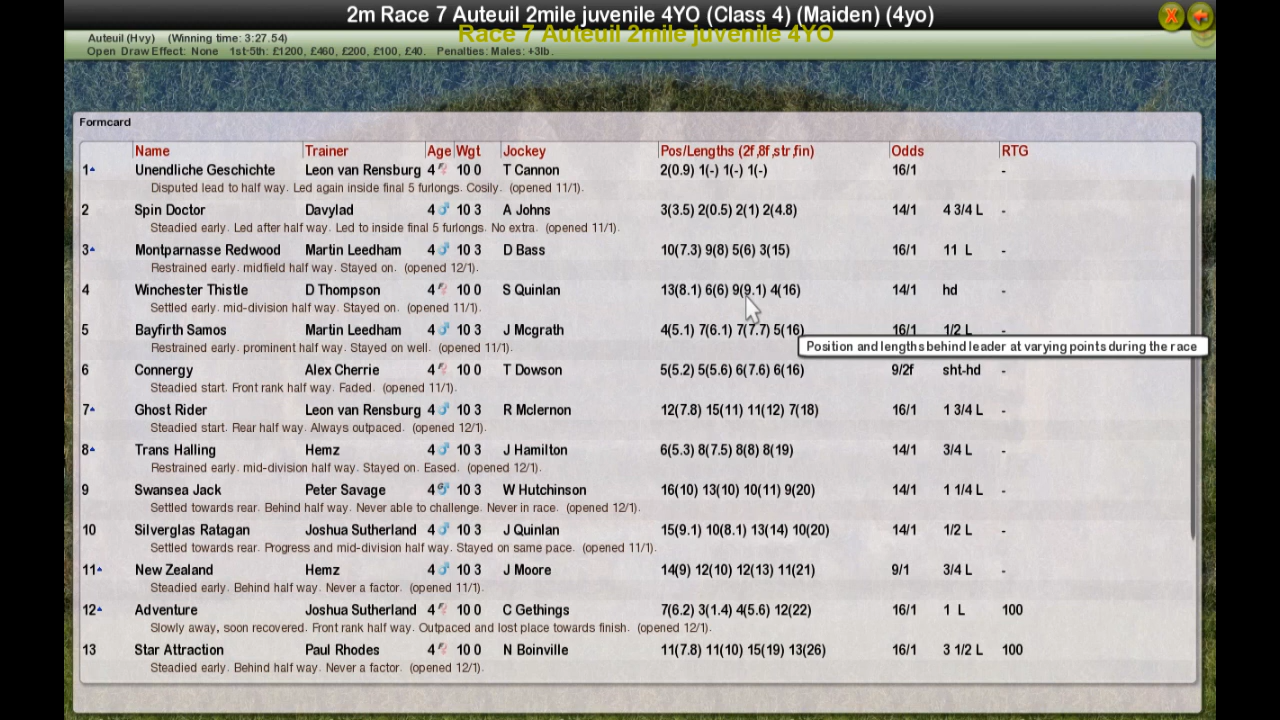 2m Race 7 Auteuil 2mile juvenile 4YO (Class 4) (Maiden) (4yo)
Race 7 Auteuil 2mile juvenile 4YO
Auteuil (Hvy) (Winning time: 3:27.54)
Open Draw Effect: None 1st-5th: £1200, £460, £200, £100, £40. Penalties: Males: +3lb.
Formcard
Name Trainer Age Wgt Jockey Pos/Lengths (2f,8f,str,fin) Odds RTG
1 Unendliche Geschichte Leon van Rensburg 4 10 0 T Cannon 2(0.9) 1(-) 1(-) 1(-) 16/1 -
Disputed lead to half way. Led again inside final 5 furlongs. Cosily. (opened 11/1).
2 Spin Doctor Davylad 4 10 3 A Johns 3(3.5) 2(0.5) 2(1) 2(4.8) 14/1 4 3/4 L -
Steadied early. Led after half way. Led to inside final 5 furlongs. No extra. (opened 11/1).
3 Montparnasse Redwood Martin Leedham 4 10 3 D Bass 10(7.3) 9(8) 5(6) 3(15) 16/1 11 L -
Restrained early. midfield half way. Stayed on. (opened 12/1).
4 Winchester Thistle D Thompson 4 10 0 S Quinlan 13(8.1) 6(6) 9(9.1) 4(16) 14/1 hd -
Settled early. mid-division half way. Stayed on. (opened 11/1).
5 Bayfirth Samos Martin Leedham 4 10 3 J Mcgrath 4(5.1) 7(6.1) 7(7.7) 5(16) 16/1 1/2 L -
Restrained early. prominent half way. Stayed on well. (opened 11/1).
Position and lengths behind leader at varying points during the race
6 Connergy Alex Cherrie 4 10 0 T Dowson 5(5.2) 5(5.6) 6(7.6) 6(16) 9/2f sht-hd -
Steadied start. Front rank half way. Faded. (opened 11/1).
7 Ghost Rider Leon van Rensburg 4 10 3 R Mclernon 12(7.8) 15(11) 11(12) 7(18) 16/1 1 3/4 L -
Steadied start. Rear half way. Always outpaced. (opened 12/1).
8 Trans Halling Hemz 4 10 3 J Hamilton 6(5.3) 8(7.5) 8(8) 8(19) 14/1 3/4 L -
Restrained early. mid-division half way. Stayed on. Eased. (opened 12/1).
9 Swansea Jack Peter Savage 4 10 3 W Hutchinson 16(10) 13(10) 10(11) 9(20) 14/1 1 1/4 L -
Settled towards rear. Behind half way. Never able to challenge. Never in race. (opened 12/1).
10 Silverglas Ratagan Joshua Sutherland 4 10 3 J Quinlan 15(9.1) 10(8.1) 13(14) 10(20) 14/1 1/2 L -
Settled towards rear. Progress and mid-division half way. Stayed on same pace. (opened 11/1).
11 New Zealand Hemz 4 10 3 J Moore 14(9) 12(10) 12(13) 11(21) 9/1 3/4 L -
Steadied early. Behind half way. Never a factor. (opened 11/1).
12 Adventure Joshua Sutherland 4 10 0 C Gethings 7(6.2) 3(1.4) 4(5.6) 12(22) 16/1 1 L 100
Slowly away, soon recovered. Front rank half way. Outpaced and lost place towards finish. (opened 12/1).
13 Star Attraction Paul Rhodes 4 10 0 N Boinville 11(7.8) 11(10) 15(19) 13(26) 16/1 3 1/2 L 100
Steadied early. Behind half way. Never a factor. (opened 12/1).